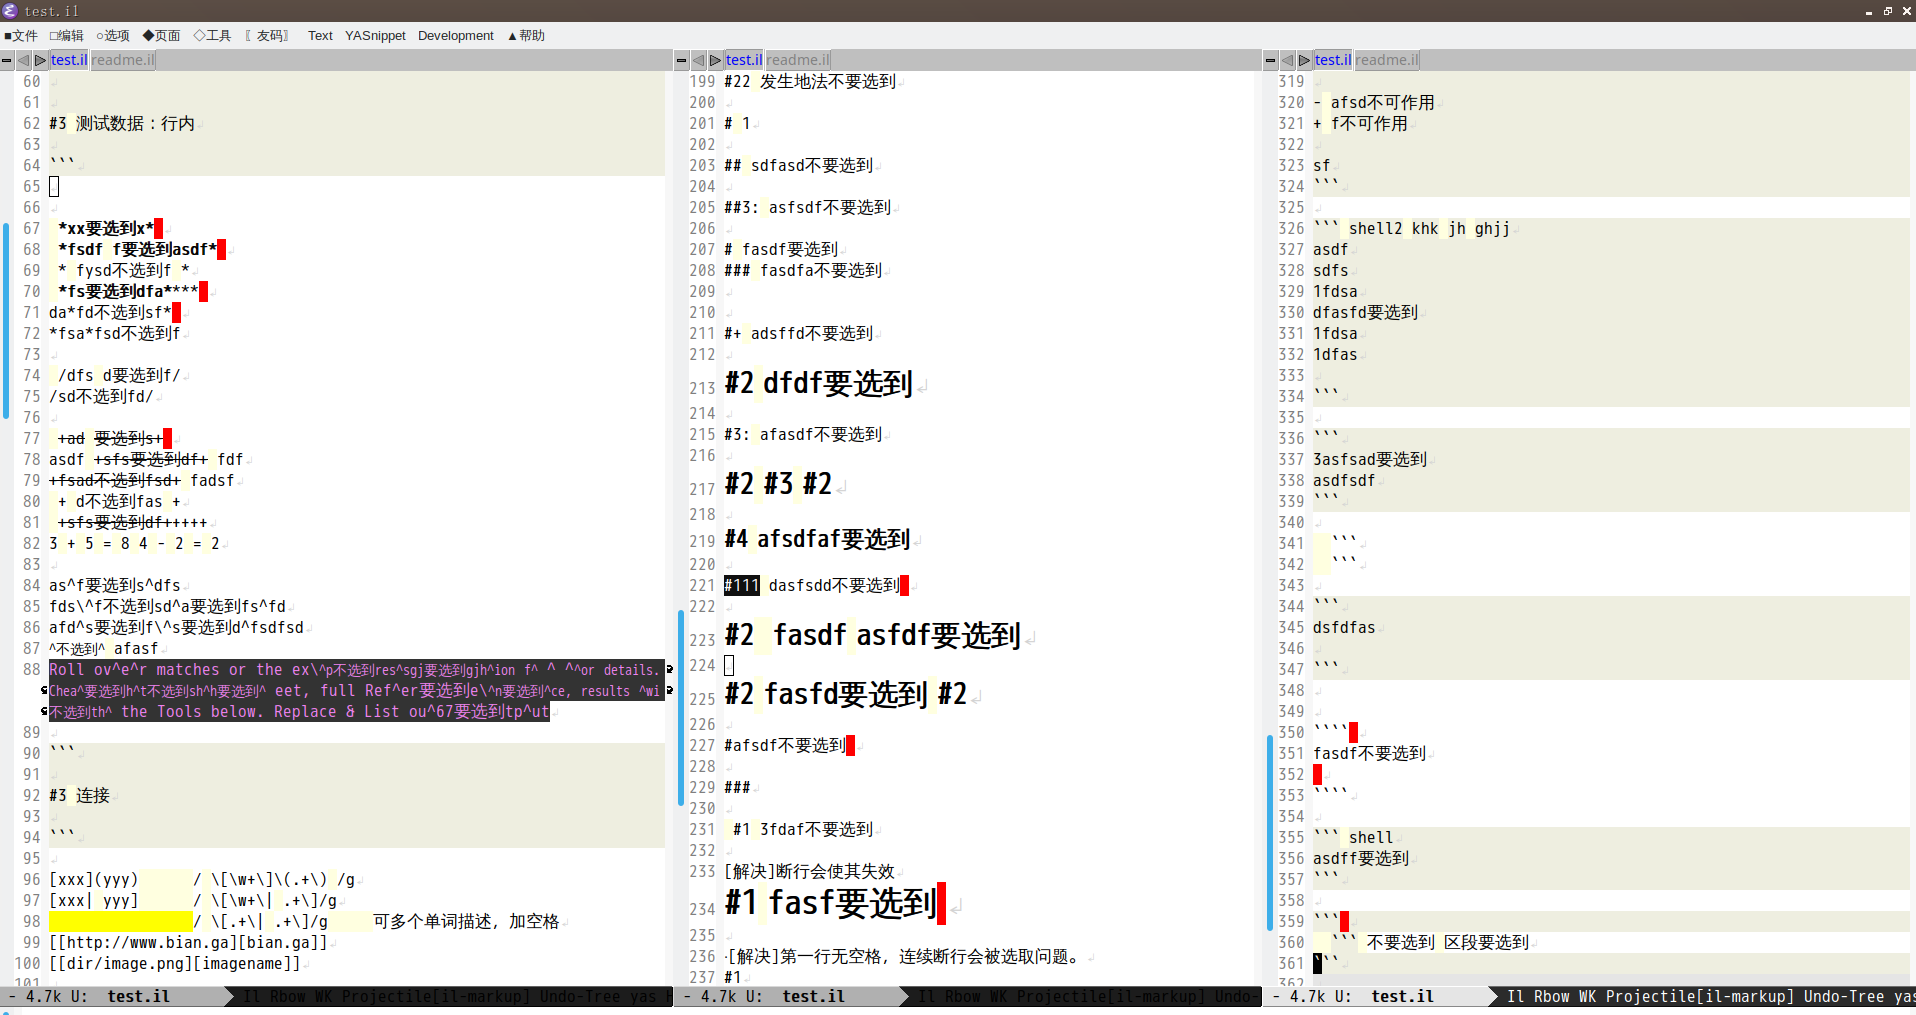 test.il
■文件 □编辑 ○选项 ◆页面 ◇工具 〖友码〗 Text YASnippet Development ▲帮助
test.il readme.il
60
61
62 #3 测试数据：行内
63
64 ```
65
66
67 *xx要选到x*
68 *fsdf f要选到asdf*
69 * fysd不选到f *
70 *fs要选到dfa****
71 da*fd不选到sf*
72 *fsa*fsd不选到f
73
74 /dfs d要选到f/
75 /sd不选到fd/
76
77 +ad 要选到s+
78 asdf +sfs要选到df+ fdf
79 +fsad不选到fsd+ fadsf
80 + d不选到fas +
81 +sfs要选到df+++++
82 3 + 5 = 8 4 - 2 = 2
83
84 as^f要选到s^dfs
85 fds\^f不选到sd^a要选到fs^fd
86 afd^s要选到f\^s要选到d^fsdfsd
87 ^不选到^ afasf
88 Roll ov^e^r matches or the ex\^p不选到res^sgj要选到gjh^ion f^ ^ ^^or details.
Chea^要选到h^t不选到sh^h要选到^ eet, full Ref^er要选到e\^n要选到^ce, results ^wi
不选到th^ the Tools below. Replace & List ou^67要选到tp^ut
89
90 ```
91
92 #3 连接
93
94 ```
95
96 [xxx](yyy) / \[\w+\]\(.+\) /g
97 [xxx| yyy] / \[\w+\| .+\]/g
98 / \[.+\| .+\]/g 可多个单词描述, 加空格
99 [[http://www.bian.ga][bian.ga]]
100 [[dir/image.png][imagename]]
101
- 4.7k U: test.il Il Rbow WK Projectile[il-markup] Undo-Tree yas
test.il readme.il
199 #22 发生地法不要选到
200
201 # 1
202
203 ## sdfasd不要选到
204
205 ##3: asfsdf不要选到
206
207 # fasdf要选到
208 ### fasdfa不要选到
209
210
211 #+ adsffd不要选到
212
213 #2 dfdf要选到
214
215 #3: afasdf不要选到
216
217 #2 #3 #2
218
219 #4 afsdfaf要选到
220
221 #111 dasfsdd不要选到
222
223 #2 fasdf asfdf要选到
224
225 #2 fasfd要选到 #2
226
227 #afsdf不要选到
228
229 ###
230
231 #1 3fdaf不要选到
232
233 [解决]断行会使其失效
234 #1 fasf要选到
235
236 ·[解决]第一行无空格, 连续断行会被选取问题。
237 #1
- 4.7k U: test.il Il Rbow WK Projectile[il-markup] Undo-
test.il readme.il
319
320 - afsd不可作用
321 + f不可作用
322
323 sf
324 ```
325
326 ``` shell2 khk jh ghjj
327 asdf
328 sdfs
329 1fdsa
330 dfasfd要选到
331 1fdsa
332 1dfas
333
334 ```
335
336 ```
337 3asfsad要选到
338 asdfsdf
339 ```
340
341 ```
342 ```
343
344 ```
345 dsfdfas
346
347 ```
348
349
350 ````
351 fasdf不要选到
352
353 ````
354
355 ``` shell
356 asdff要选到
357 ```
358
359 ```
360 ``` 不要选到 区段要选到
361 ```
362
- 4.7k U: test.il Il Rbow WK Projectile[il-markup] Undo-Tree yas